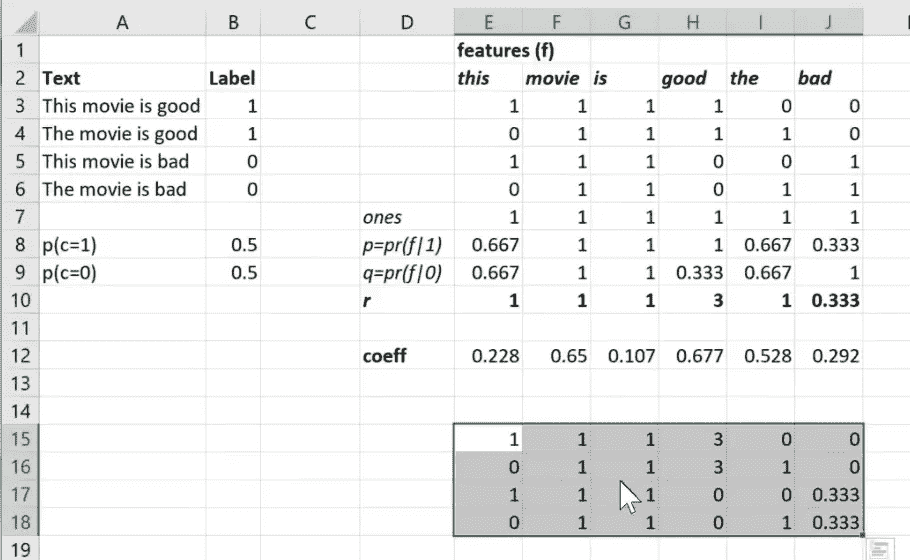 A B C D E F G H I J
1 features (f)
2 Text Label this movie is good the bad
3 This movie is good 1 1 1 1 1 0 0
4 The movie is good 1 0 1 1 1 1 0
5 This movie is bad 0 1 1 1 0 0 1
6 The movie is bad 0 0 1 1 0 1 1
7 ones 1 1 1 1 1 1
8 p(c=1) 0.5 p=pr(f|1) 0.667 1 1 1 0.667 0.333
9 p(c=0) 0.5 q=pr(f|0) 0.667 1 1 0.333 0.667 1
10 r 1 1 1 3 1 0.333
11
12 coeff 0.228 0.65 0.107 0.677 0.528 0.292
13
14
15 1 1 1 3 0 0
16 0 1 1 3 1 0
17 1 1 1 0 0 0.333
18 0 1 1 0 1 0.333
19